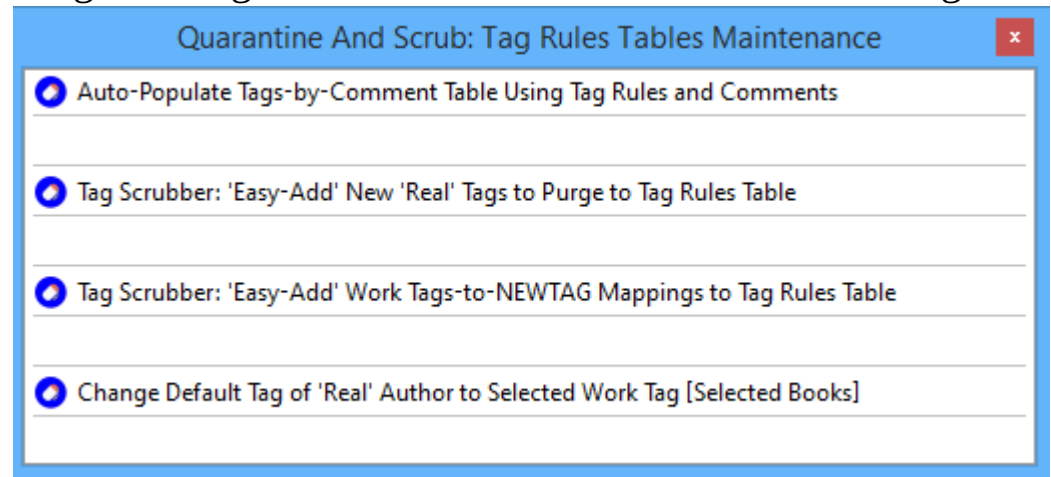 Quarantine And Scrub: Tag Rules Tables Maintenance
x
Auto-Populate Tags-by-Comment Table Using Tag Rules and Comments
Tag Scrubber: 'Easy-Add' New 'Real' Tags to Purge to Tag Rules Table
Tag Scrubber: 'Easy-Add' Work Tags-to-NEWTAG Mappings to Tag Rules Table
Change Default Tag of 'Real' Author to Selected Work Tag [Selected Books]